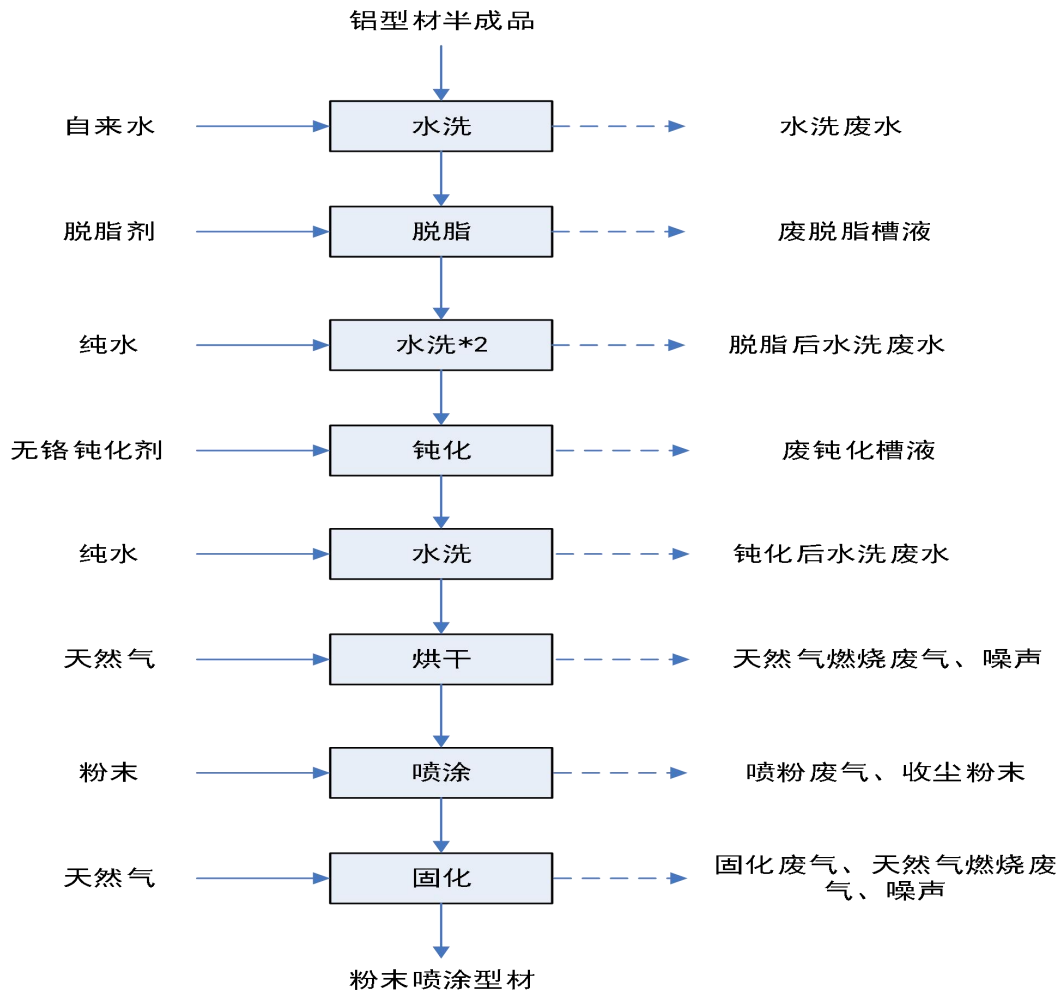 铝型材半成品
自来水
水洗
水洗废水
脱脂剂
脱脂
废脱脂槽液
纯水
水洗*2
脱脂后水洗废水
无铬钝化剂
钝化
废钝化槽液
纯水
水洗
钝化后水洗废水
天然气
烘干
天然气燃烧废气、噪声
粉末
喷涂
喷粉废气、收尘粉末
天然气
固化
固化废气、天然气燃烧废
气、噪声
粉末喷涂型材